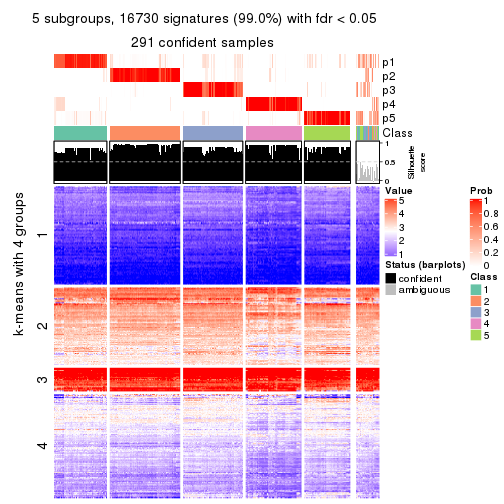 5 subgroups, 16730 signatures (99.0%) with fdr < 0.05
291 confident samples
p1
p2
p3
p4
p5
Class
1
0.5
0
Silhouette
score
k-means with 4 groups
1
2
3
4
Value
5
4
3
2
1
Status (barplots)
confident
ambiguous
Prob
1
0.8
0.6
0.4
0.2
0
Class
1
2
3
4
5